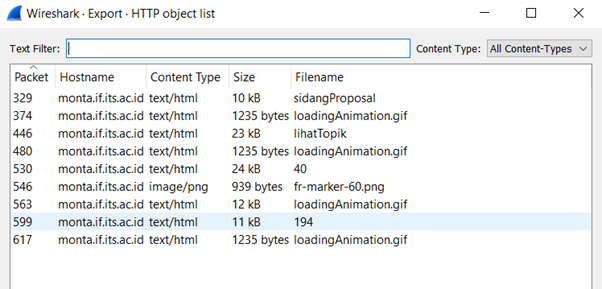 Wireshark · Export · HTTP object list
Text Filter: Content Type: All Content-Types
Packet Hostname Content Type Size Filename
329 monta.if.its.ac.id text/html 10 kB sidangProposal
374 monta.if.its.ac.id text/html 1235 bytes loadingAnimation.gif
446 monta.if.its.ac.id text/html 23 kB lihatTopik
480 monta.if.its.ac.id text/html 1235 bytes loadingAnimation.gif
530 monta.if.its.ac.id text/html 24 kB 40
546 monta.if.its.ac.id image/png 939 bytes fr-marker-60.png
563 monta.if.its.ac.id text/html 12 kB loadingAnimation.gif
599 monta.if.its.ac.id text/html 11 kB 194
617 monta.if.its.ac.id text/html 1235 bytes loadingAnimation.gif